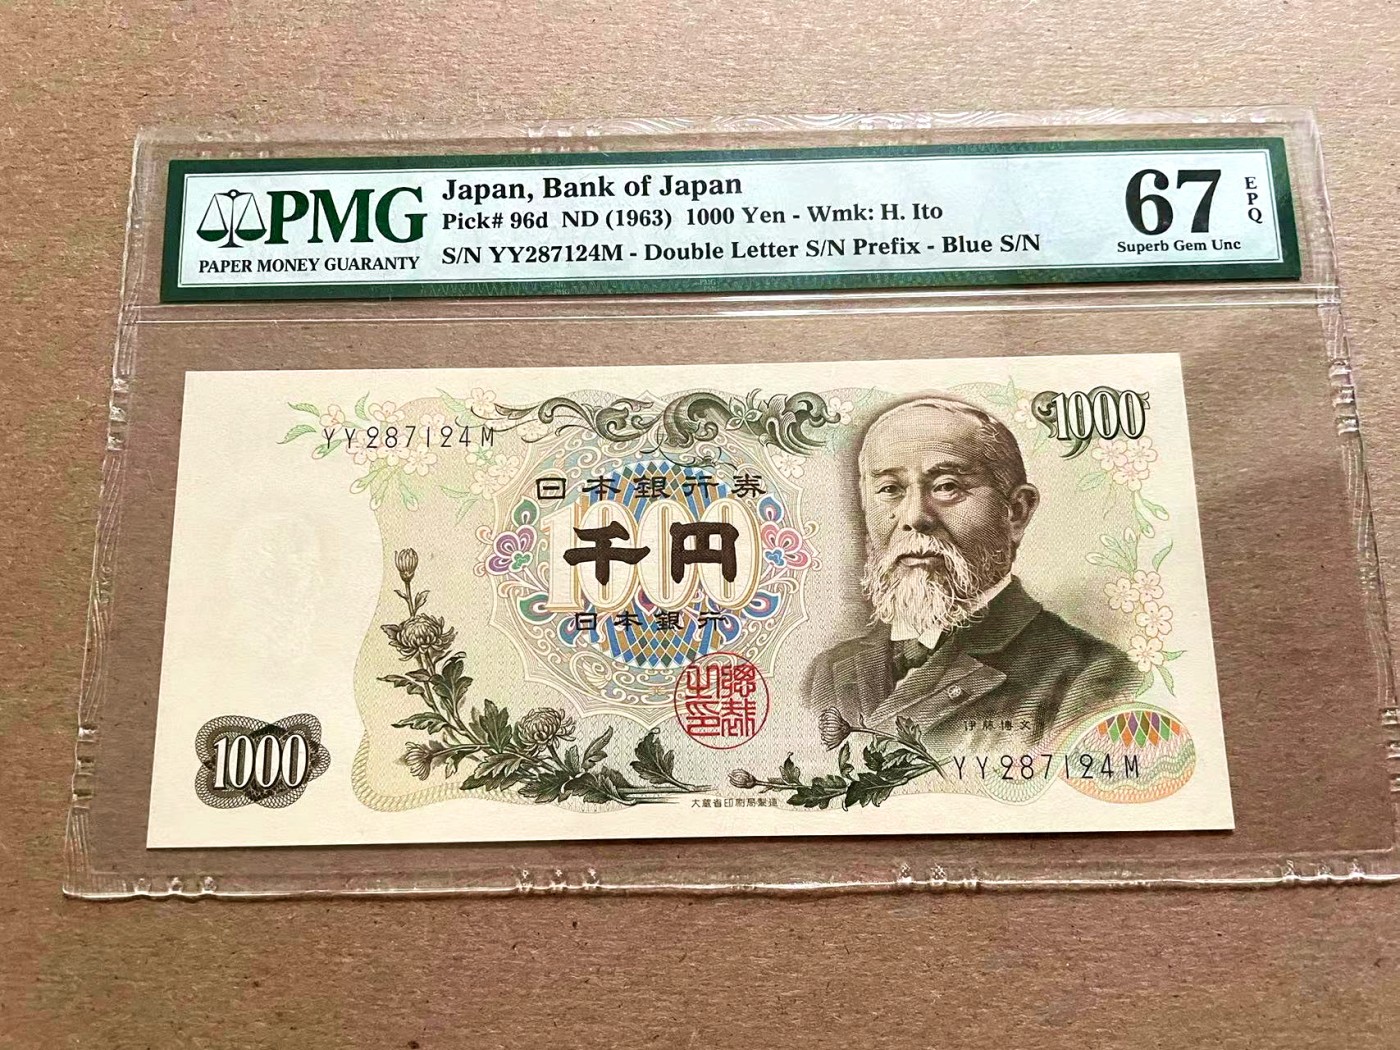 PMG
PAPER MONEY GUARANTY
Japan, Bank of Japan
Pick# 96d ND (1963) 1000 Yen - Wmk: H. Ito
S/N YY287124M - Double Letter S/N Prefix - Blue S/N
67
EPQ
Superb Gem Unc
1000
YY287124M
日本銀行券
1000
千円
日本銀行
伊藤博文
YY287124M
1000
大蔵省印刷局製造